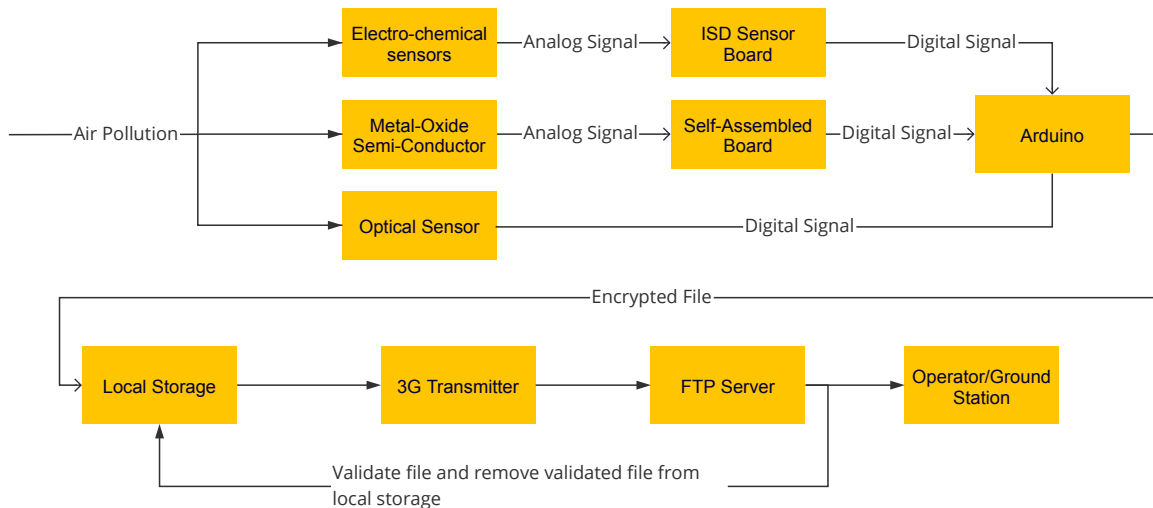 Electro-chemical
sensors
Analog Signal
ISD Sensor
Board
Digital Signal
Air Pollution
Metal-Oxide
Semi-Conductor
Analog Signal
Self-Assembled
Board
Digital Signal
Arduino
Optical Sensor
Digital Signal
Encrypted File
Local Storage
3G Transmitter
FTP Server
Operator/Ground
Station
Validate file and remove validated file from
local storage